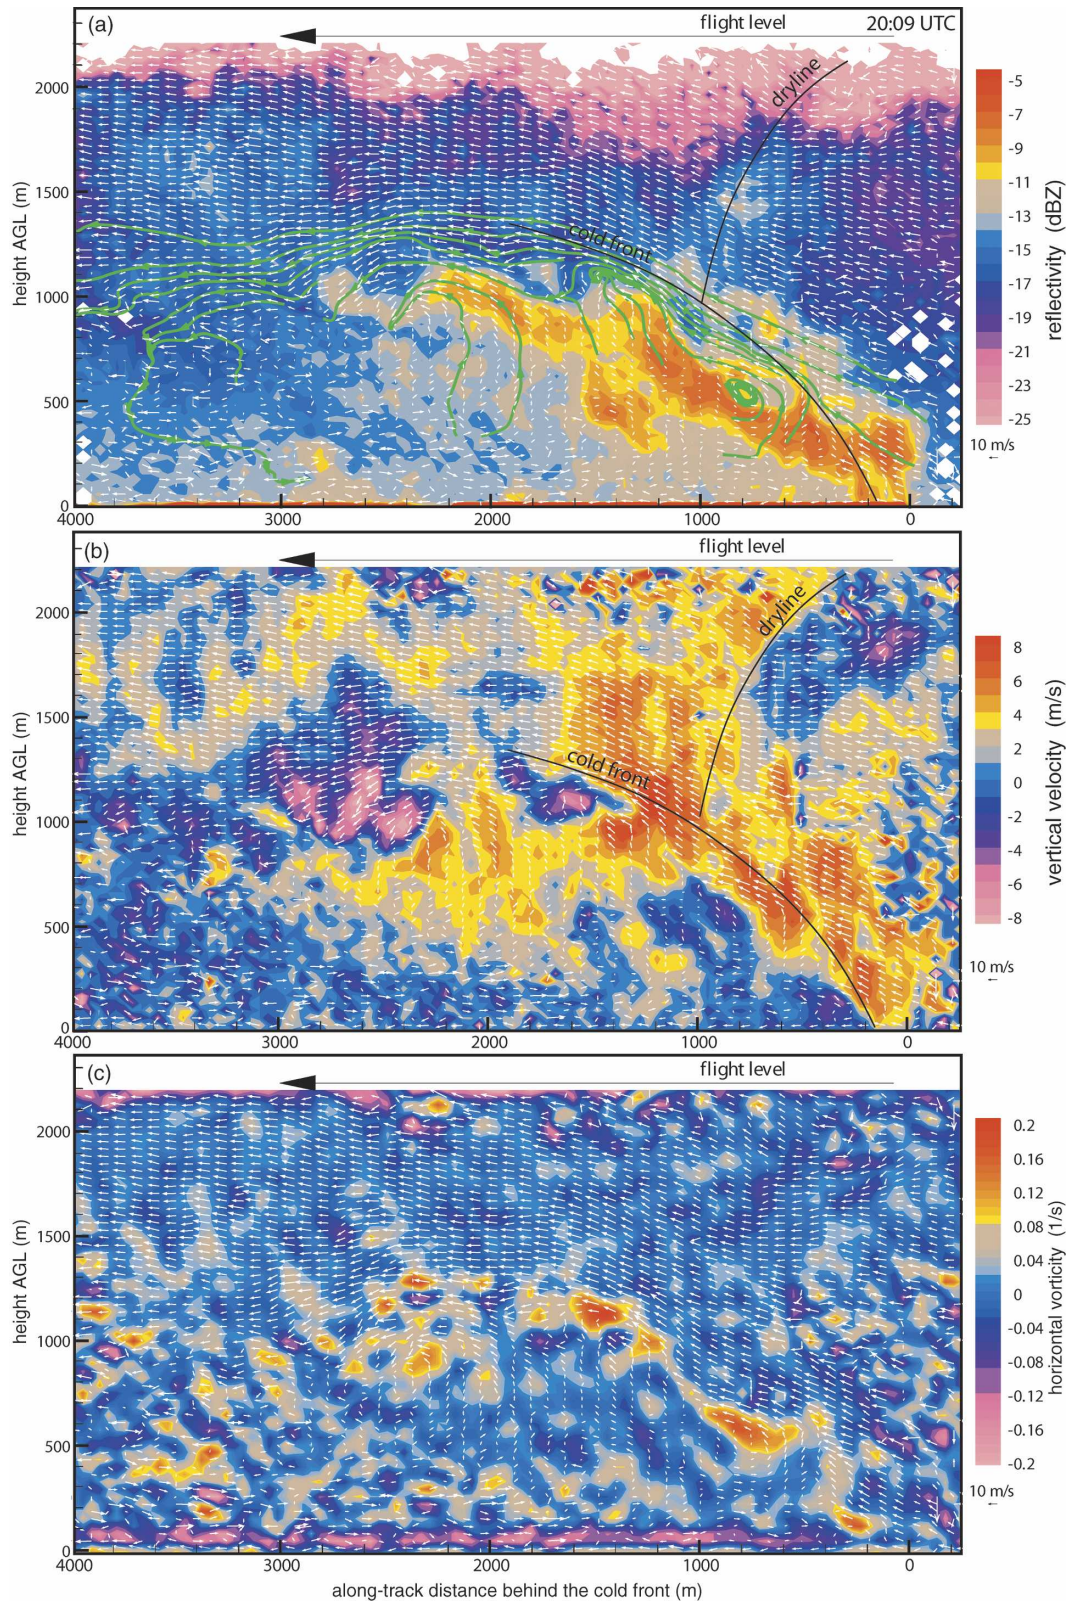 (a)
flight level
20:09 UTC
dryline
cold front
height AGL (m)
2000
1500
1000
500
0
4000
3000
2000
1000
0
-5
-7
-9
-11
-13
-15
-17
-19
-21
-23
-25
reflectivity (dBZ)
10 m/s
(b)
flight level
dryline
cold front
height AGL (m)
2000
1500
1000
500
0
4000
3000
2000
1000
0
8
6
4
2
0
-2
-4
-6
-8
vertical velocity (m/s)
10 m/s
(c)
flight level
height AGL (m)
2000
1500
1000
500
0
4000
3000
2000
1000
0
along-track distance behind the cold front (m)
0.2
0.16
0.12
0.08
0.04
0
-0.04
-0.08
-0.12
-0.16
-0.2
horizontal vorticity (1/s)
10 m/s